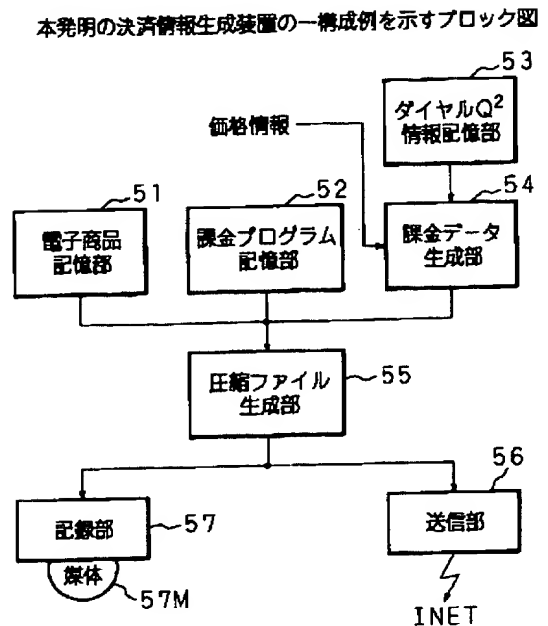 本発明の決済情報生成装置の一構成例を示すブロック図
53
ダイヤルQ²
情報記憶部
価格情報
51
52
54
電子商品
記憶部
課金プログラム
記憶部
課金データ
生成部
圧縮ファイル
生成部
55
56
記録部
57
送信部
媒体
57M
INET